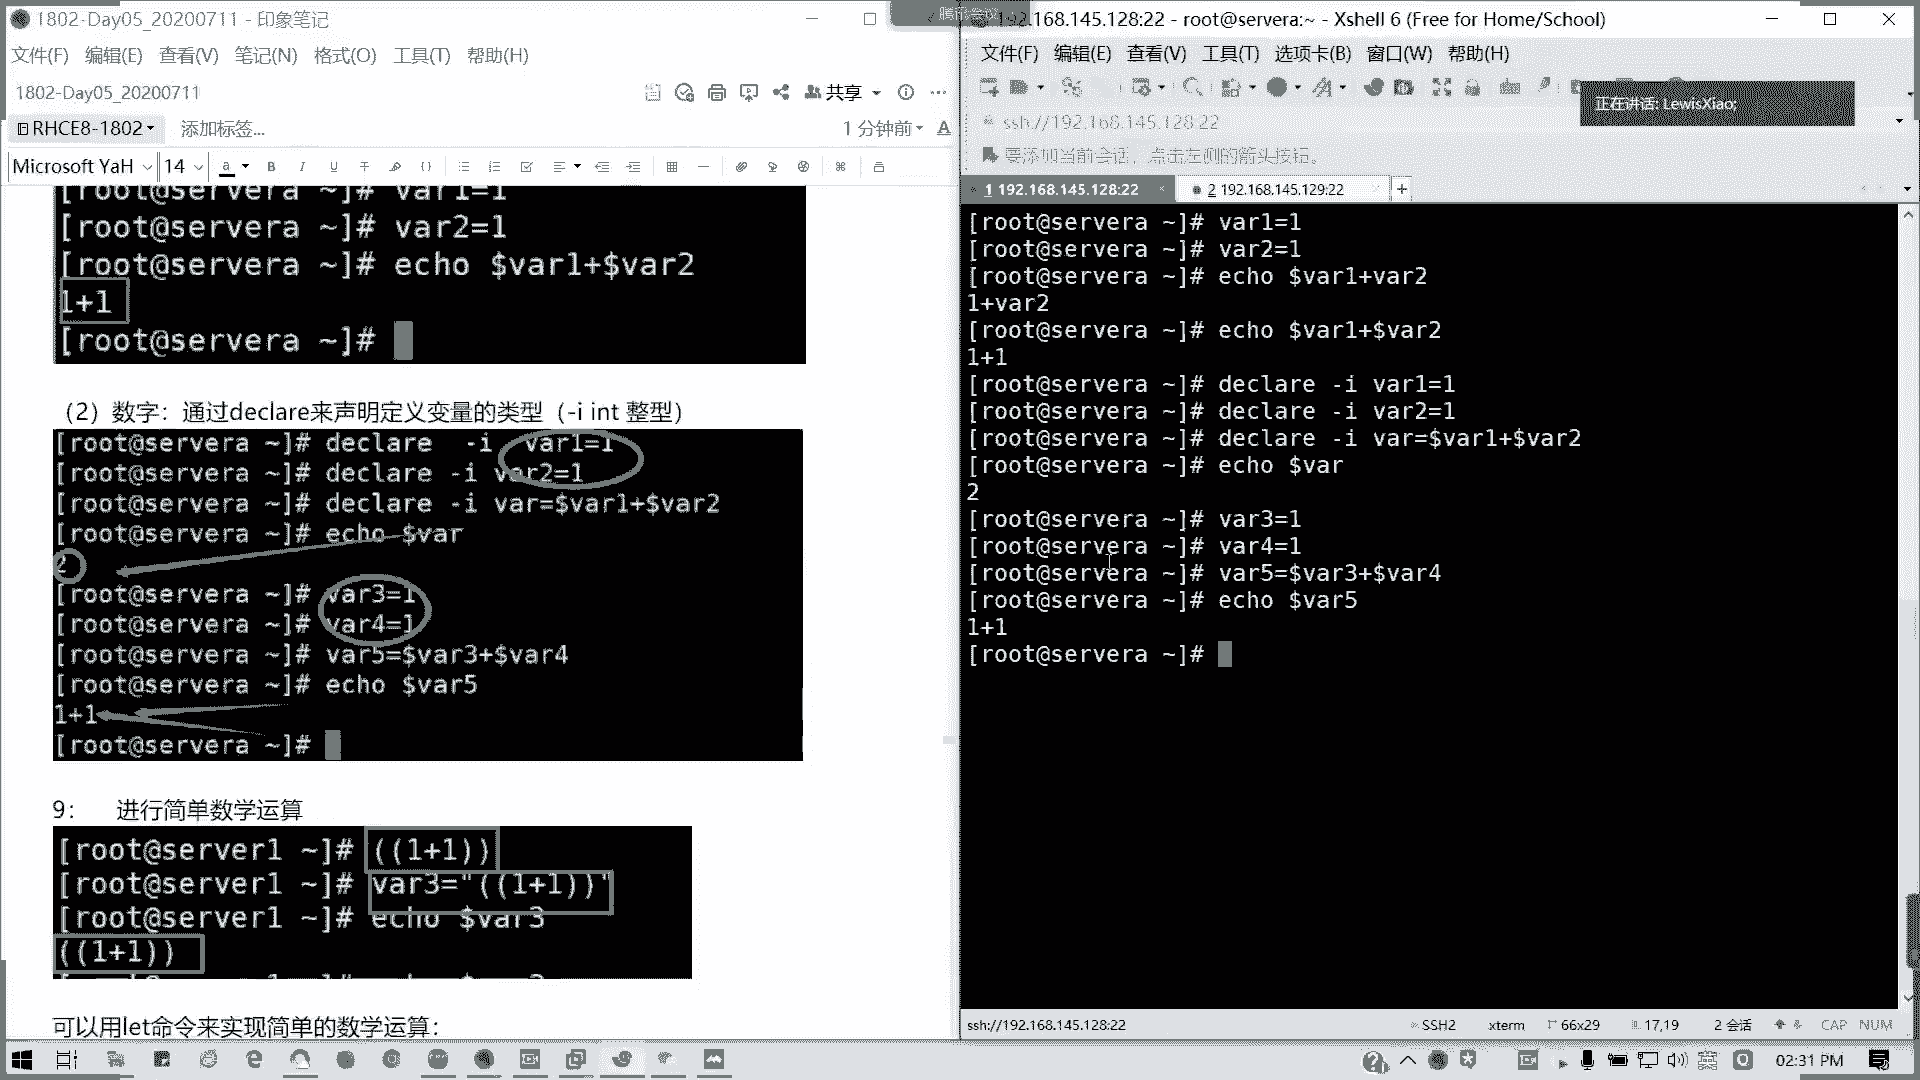 1802-Day05_20200711 - 印象笔记
文件(F) 编辑(E) 查看(V) 笔记(N) 格式(O) 工具(T) 帮助(H)
1802-Day05_20200711
共享
RHCE8-1802
添加标签...
1 分钟前
Microsoft YaH
14
[root@servera ~]# var1=1
[root@servera ~]# var2=1
[root@servera ~]# echo $var1+$var2
1+1
[root@servera ~]#
（2）数字：通过declare来声明定义变量的类型（-i int 整型）
[root@servera ~]# declare  -i  var1=1
[root@servera ~]# declare -i var2=1
[root@servera ~]# declare -i var=$var1+$var2
[root@servera ~]# echo $var
2
[root@servera ~]# var3=1
[root@servera ~]# var4=1
[root@servera ~]# var5=$var3+$var4
[root@servera ~]# echo $var5
1+1
[root@servera ~]#
9： 进行简单数学运算
[root@server1 ~]# ((1+1))
[root@server1 ~]# var3="((1+1))"
[root@server1 ~]# echo $var3
((1+1))
可以用let命令来实现简单的数学运算：
腾讯会议
192.168.145.128:22 - root@servera:~ - Xshell 6 (Free for Home/School)
文件(F) 编辑(E) 查看(V) 工具(T) 选项卡(B) 窗口(W) 帮助(H)
正在讲话: LewisXiao;
ssh://192.168.145.128:22
要添加当前会话，点击左侧的箭头按钮。
1 192.168.145.128:22
2 192.168.145.129:22
[root@servera ~]# var1=1
[root@servera ~]# var2=1
[root@servera ~]# echo $var1+var2
1+var2
[root@servera ~]# echo $var1+$var2
1+1
[root@servera ~]# declare -i var1=1
[root@servera ~]# declare -i var2=1
[root@servera ~]# declare -i var=$var1+$var2
[root@servera ~]# echo $var
2
[root@servera ~]# var3=1
[root@servera ~]# var4=1
[root@servera ~]# var5=$var3+$var4
[root@servera ~]# echo $var5
1+1
[root@servera ~]#
ssh://192.168.145.128:22
SSH2 xterm 66x29 17,19 2 会话 CAP NUM
英 02:31 PM